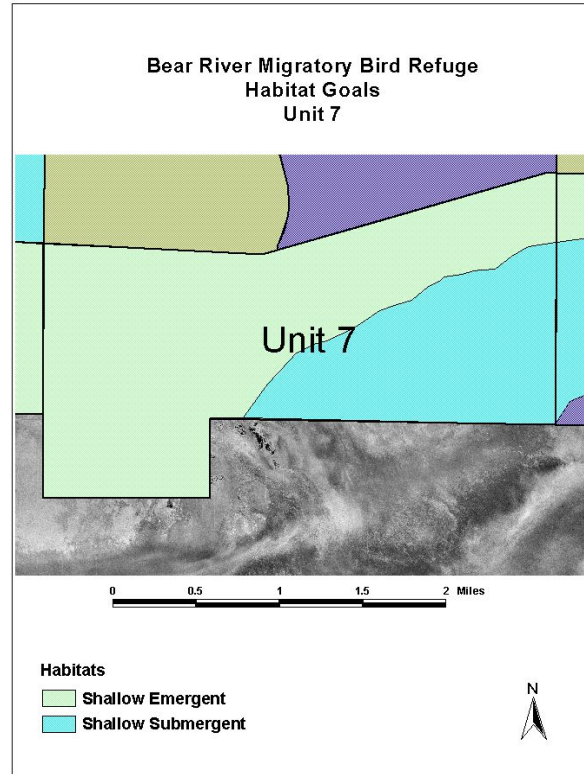 Bear River Migratory Bird Refuge
Habitat Goals
Unit 7
Unit 7
0 0.5 1 1.5 2 Miles
Habitats
Shallow Emergent
Shallow Submergent
N